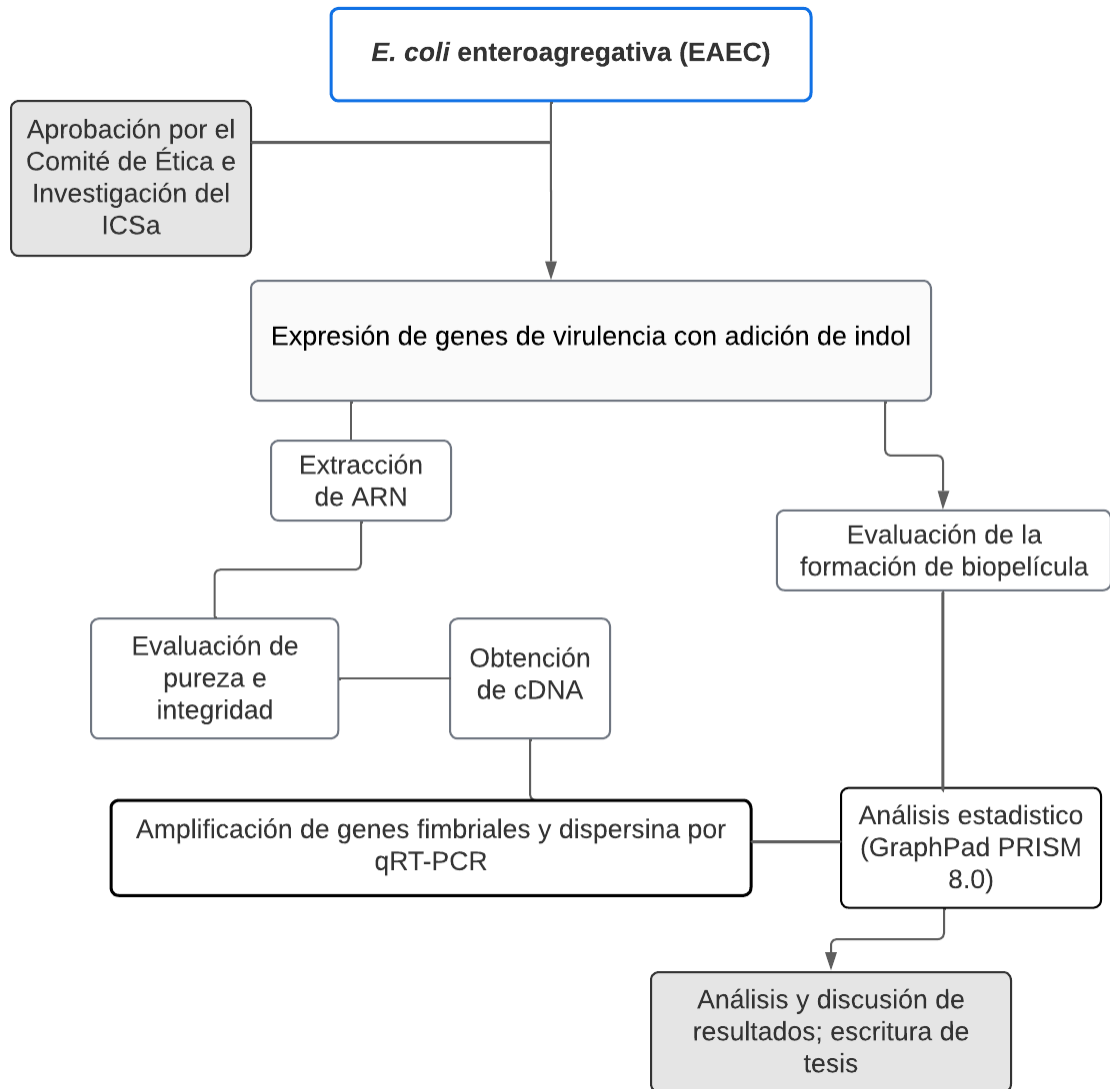 E. coli enteroagregativa (EAEC)
Aprobación por el
Comité de Ética e
Investigación del
ICSa
Expresión de genes de virulencia con adición de indol
Extracción
de ARN
Evaluación de la
formación de biopelícula
Evaluación de
pureza e
integridad
Obtención
de cDNA
Amplificación de genes fimbriales y dispersina por
qRT-PCR
Análisis estadistico
(GraphPad PRISM
8.0)
Análisis y discusión de
resultados; escritura de
tesis